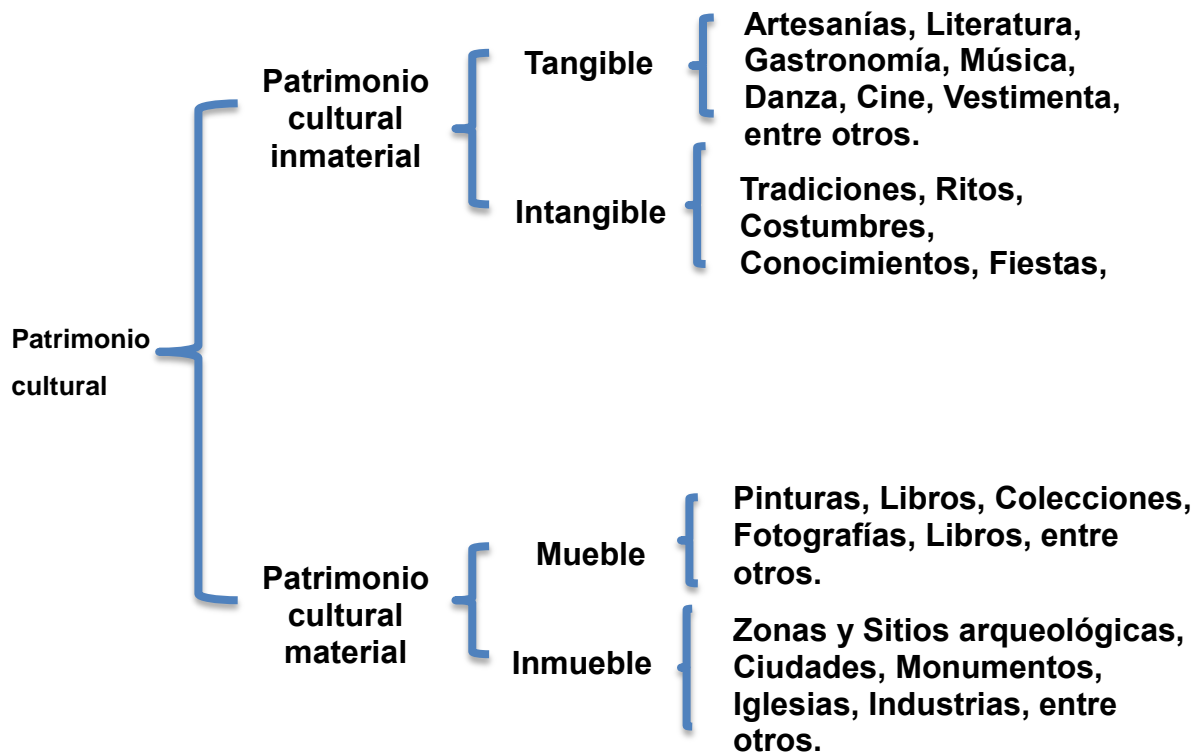 Patrimonio
cultural
Patrimonio
cultural
inmaterial
Tangible
Artesanías, Literatura,
Gastronomía, Música,
Danza, Cine, Vestimenta,
entre otros.
Intangible
Tradiciones, Ritos,
Costumbres,
Conocimientos, Fiestas,
Patrimonio
cultural
material
Mueble
Pinturas, Libros, Colecciones,
Fotografías, Libros, entre
otros.
Inmueble
Zonas y Sitios arqueológicas,
Ciudades, Monumentos,
Iglesias, Industrias, entre
otros.